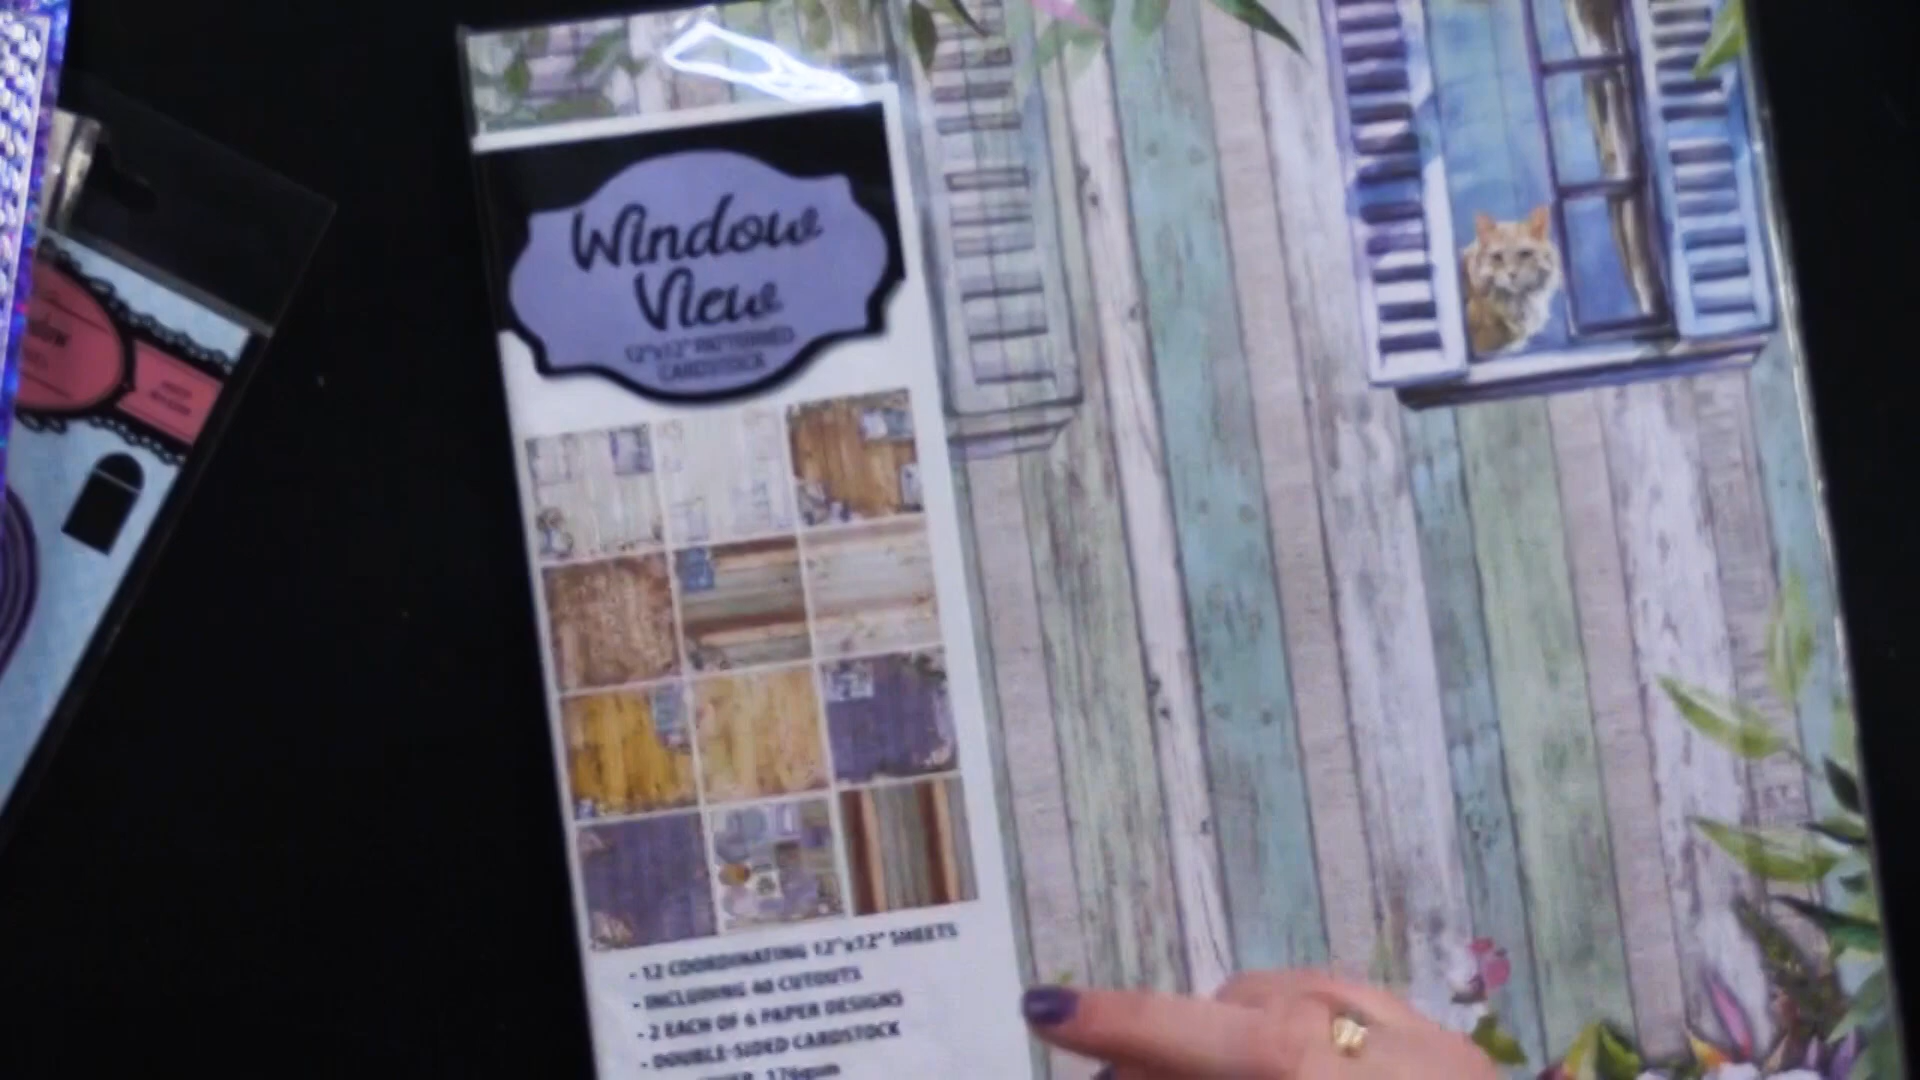 Window
View
12"x12" PATTERNED
CARDSTOCK
- 12 COORDINATING 12"x12" SHEETS
- INCLUDING 40 CUTOUTS
- 2 EACH OF 6 PAPER DESIGNS
- DOUBLE-SIDED CARDSTOCK
176gsm